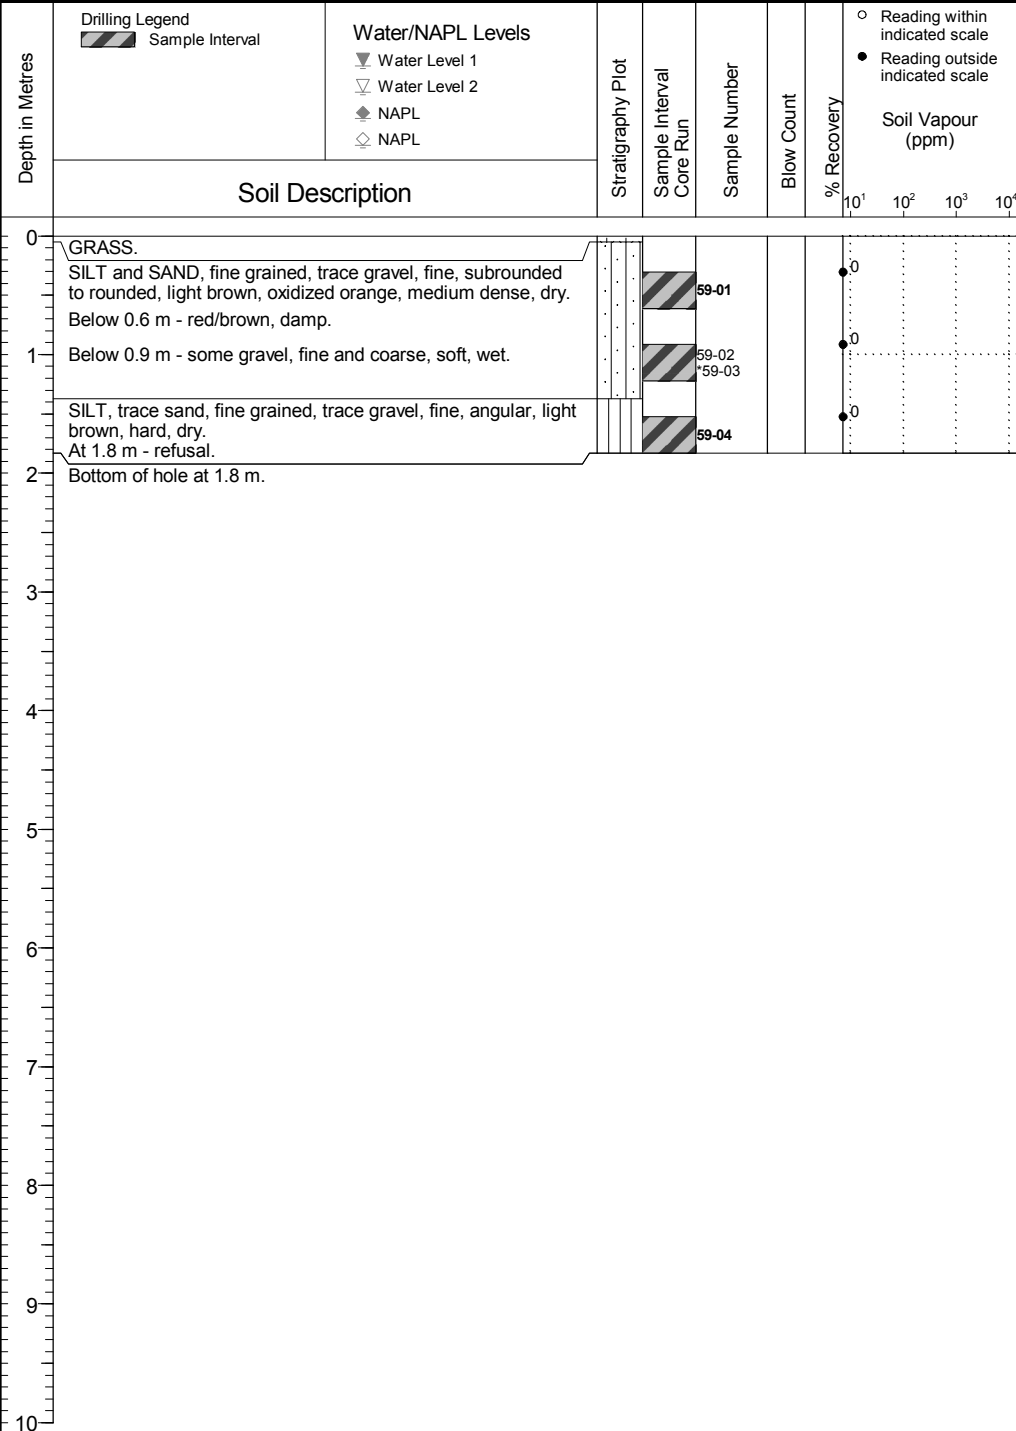 Depth in Metres
Drilling Legend
Sample Interval
Water/NAPL Levels
Water Level 1
Water Level 2
NAPL
NAPL
Soil Description
Stratigraphy Plot
Sample Interval
Core Run
Sample Number
Blow Count
% Recovery
Reading within
indicated scale
Reading outside
indicated scale
Soil Vapour
(ppm)
10¹ 10² 10³ 10⁴
0
GRASS.
SILT and SAND, fine grained, trace gravel, fine, subrounded
to rounded, light brown, oxidized orange, medium dense, dry.
59-01
0
Below 0.6 m - red/brown, damp.
1
Below 0.9 m - some gravel, fine and coarse, soft, wet.
59-02
*59-03
0
SILT, trace sand, fine grained, trace gravel, fine, angular, light
brown, hard, dry.
At 1.8 m - refusal.
59-04
0
2
Bottom of hole at 1.8 m.
3
4
5
6
7
8
9
10